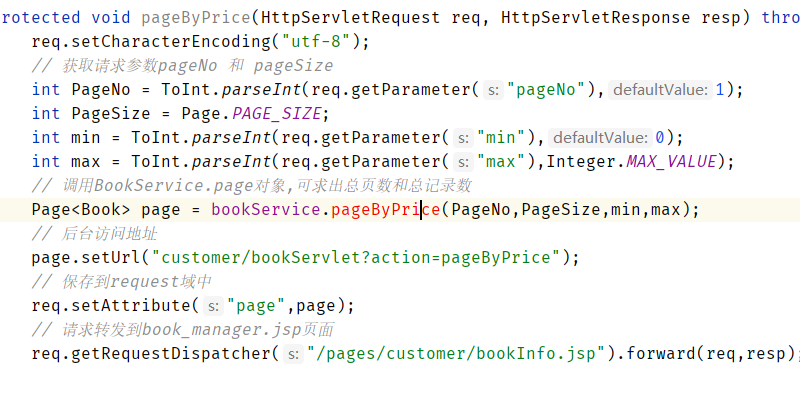 rotected void pageByPrice(HttpServletRequest req, HttpServletResponse resp) thro
req.setCharacterEncoding("utf-8");
// 获取请求参数pageNo 和 pageSize
int PageNo = ToInt.parseInt(req.getParameter( s: "pageNo"), defaultValue: 1);
int PageSize = Page.PAGE_SIZE;
int min = ToInt.parseInt(req.getParameter( s: "min"), defaultValue: 0);
int max = ToInt.parseInt(req.getParameter( s: "max"),Integer.MAX_VALUE);
// 调用BookService.page对象,可求出总页数和总记录数
Page<Book> page = bookService.pageByPrice(PageNo,PageSize,min,max);
// 后台访问地址
page.setUrl("customer/bookServlet?action=pageByPrice");
// 保存到request域中
req.setAttribute( s: "page",page);
// 请求转发到book_manager.jsp页面
req.getRequestDispatcher( s: "/pages/customer/bookInfo.jsp").forward(req,resp);